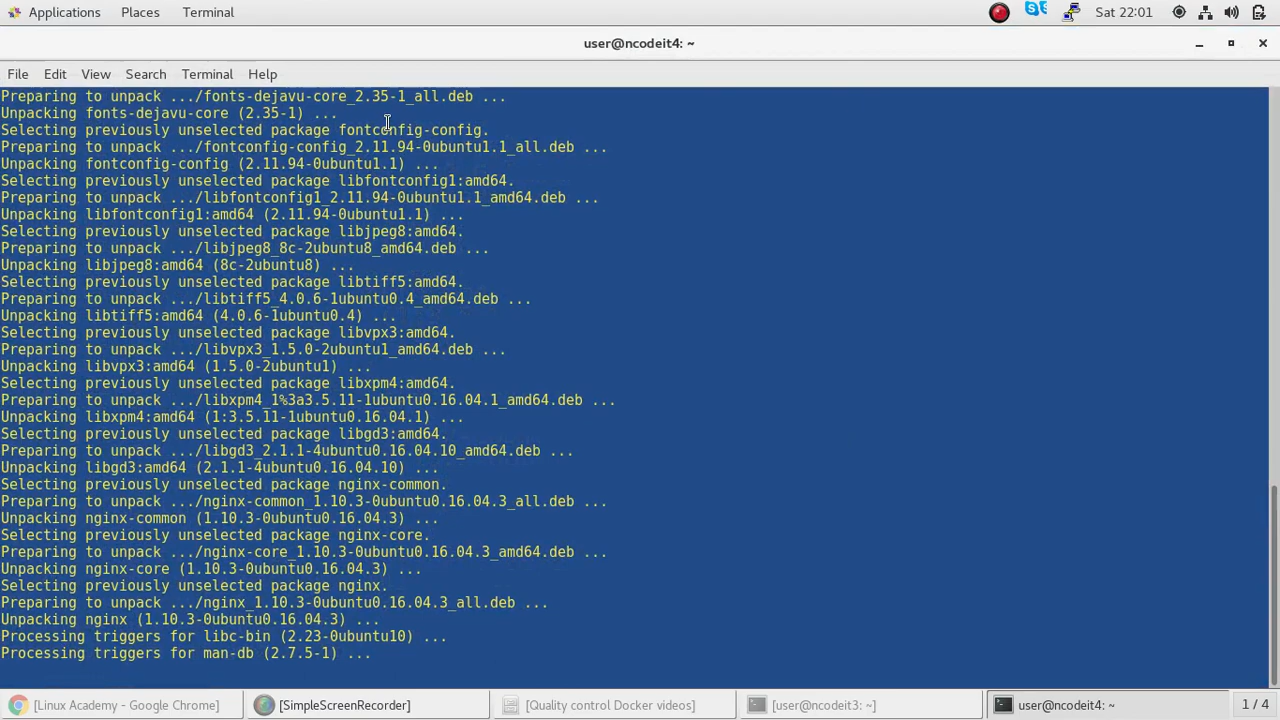 Applications Places Terminal Sat 22:01
user@ncodeit4: ~
File Edit View Search Terminal Help
Preparing to unpack .../fonts-dejavu-core_2.35-1_all.deb ...
Unpacking fonts-dejavu-core (2.35-1) ...
Selecting previously unselected package fontconfig-config.
Preparing to unpack .../fontconfig-config_2.11.94-0ubuntu1.1_all.deb ...
Unpacking fontconfig-config (2.11.94-0ubuntu1.1) ...
Selecting previously unselected package libfontconfig1:amd64.
Preparing to unpack .../libfontconfig1_2.11.94-0ubuntu1.1_amd64.deb ...
Unpacking libfontconfig1:amd64 (2.11.94-0ubuntu1.1) ...
Selecting previously unselected package libjpeg8:amd64.
Preparing to unpack .../libjpeg8_8c-2ubuntu8_amd64.deb ...
Unpacking libjpeg8:amd64 (8c-2ubuntu8) ...
Selecting previously unselected package libtiff5:amd64.
Preparing to unpack .../libtiff5_4.0.6-1ubuntu0.4_amd64.deb ...
Unpacking libtiff5:amd64 (4.0.6-1ubuntu0.4) ...
Selecting previously unselected package libvpx3:amd64.
Preparing to unpack .../libvpx3_1.5.0-2ubuntu1_amd64.deb ...
Unpacking libvpx3:amd64 (1.5.0-2ubuntu1) ...
Selecting previously unselected package libxpm4:amd64.
Preparing to unpack .../libxpm4_1%3a3.5.11-1ubuntu0.16.04.1_amd64.deb ...
Unpacking libxpm4:amd64 (1:3.5.11-1ubuntu0.16.04.1) ...
Selecting previously unselected package libgd3:amd64.
Preparing to unpack .../libgd3_2.1.1-4ubuntu0.16.04.10_amd64.deb ...
Unpacking libgd3:amd64 (2.1.1-4ubuntu0.16.04.10) ...
Selecting previously unselected package nginx-common.
Preparing to unpack .../nginx-common_1.10.3-0ubuntu0.16.04.3_all.deb ...
Unpacking nginx-common (1.10.3-0ubuntu0.16.04.3) ...
Selecting previously unselected package nginx-core.
Preparing to unpack .../nginx-core_1.10.3-0ubuntu0.16.04.3_amd64.deb ...
Unpacking nginx-core (1.10.3-0ubuntu0.16.04.3) ...
Selecting previously unselected package nginx.
Preparing to unpack .../nginx_1.10.3-0ubuntu0.16.04.3_all.deb ...
Unpacking nginx (1.10.3-0ubuntu0.16.04.3) ...
Processing triggers for libc-bin (2.23-0ubuntu10) ...
Processing triggers for man-db (2.7.5-1) ...
[Linux Academy - Google Chrome] [SimpleScreenRecorder] [Quality control Docker videos] [user@ncodeit3: ~] user@ncodeit4: ~ 1 / 4